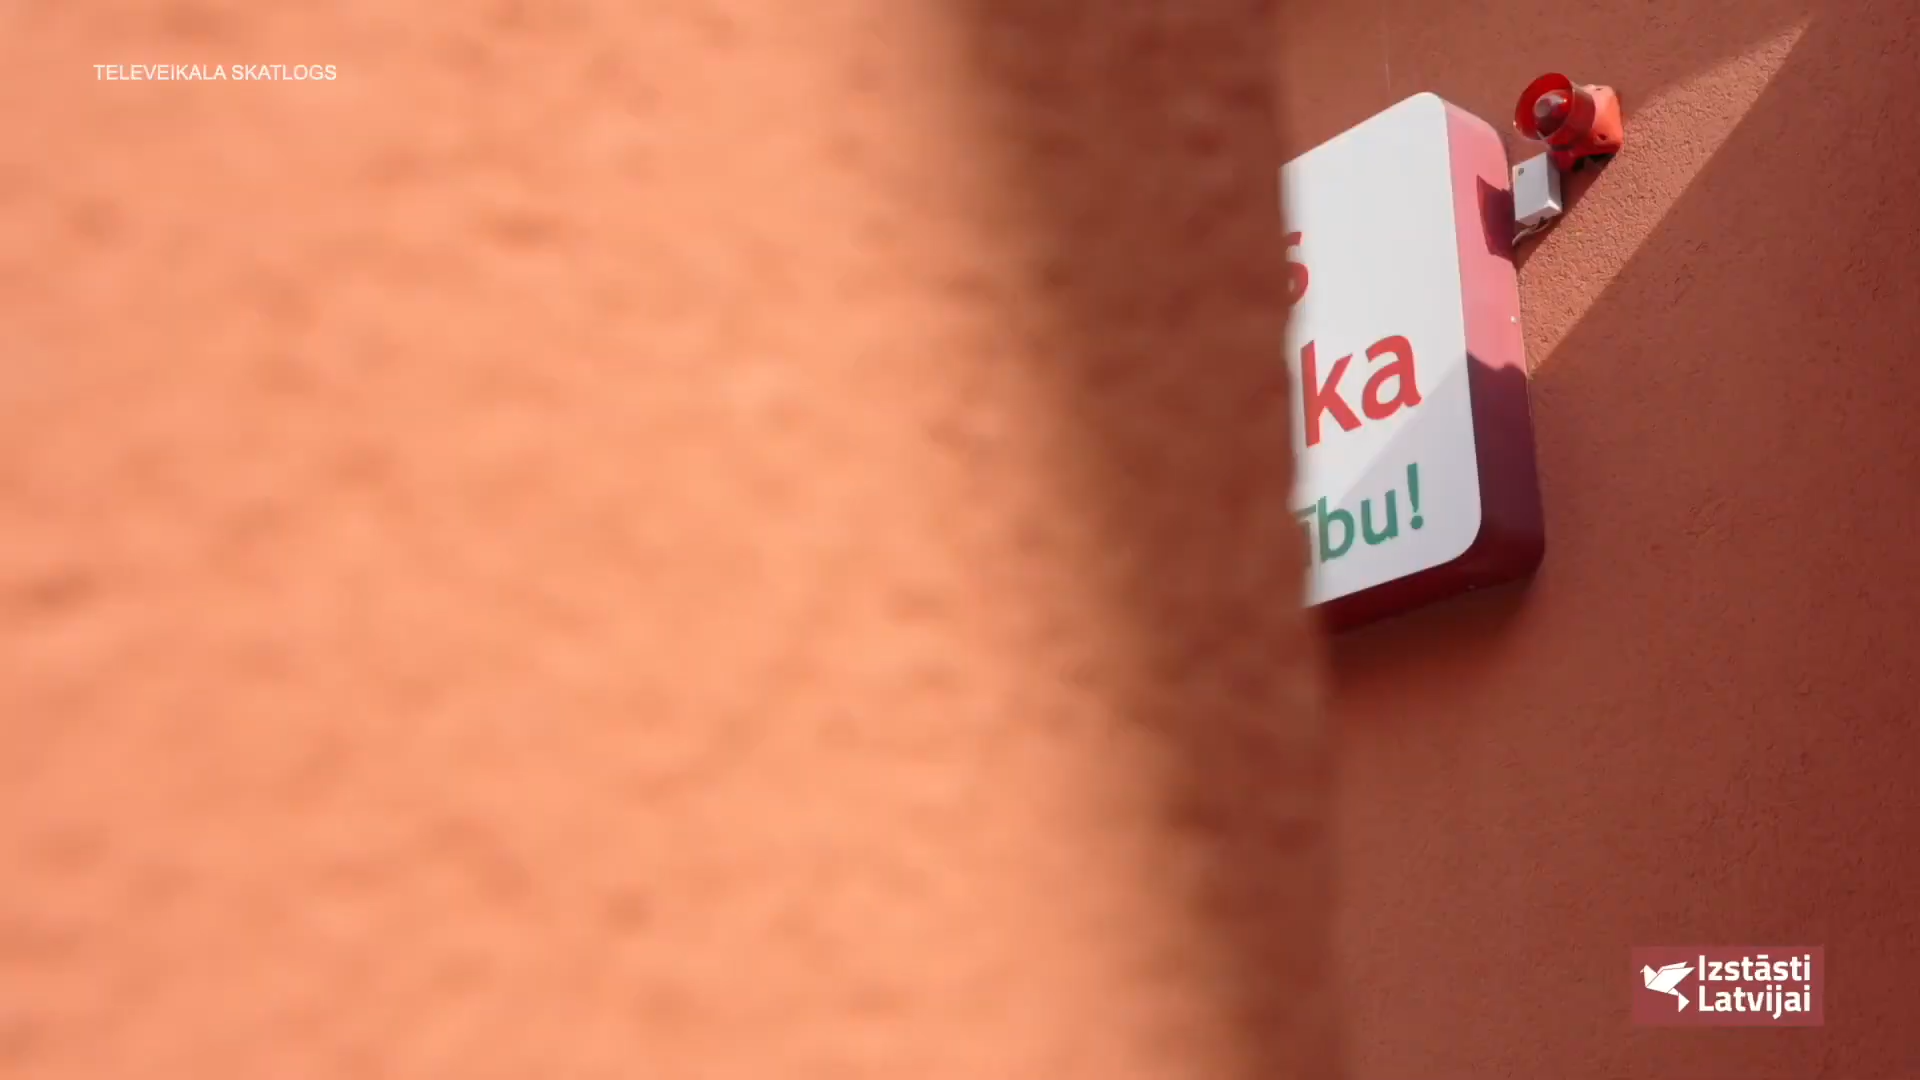 TELEVEIKALA SKATLOGS
s
ka
ību!
Izstāsti
Latvijai